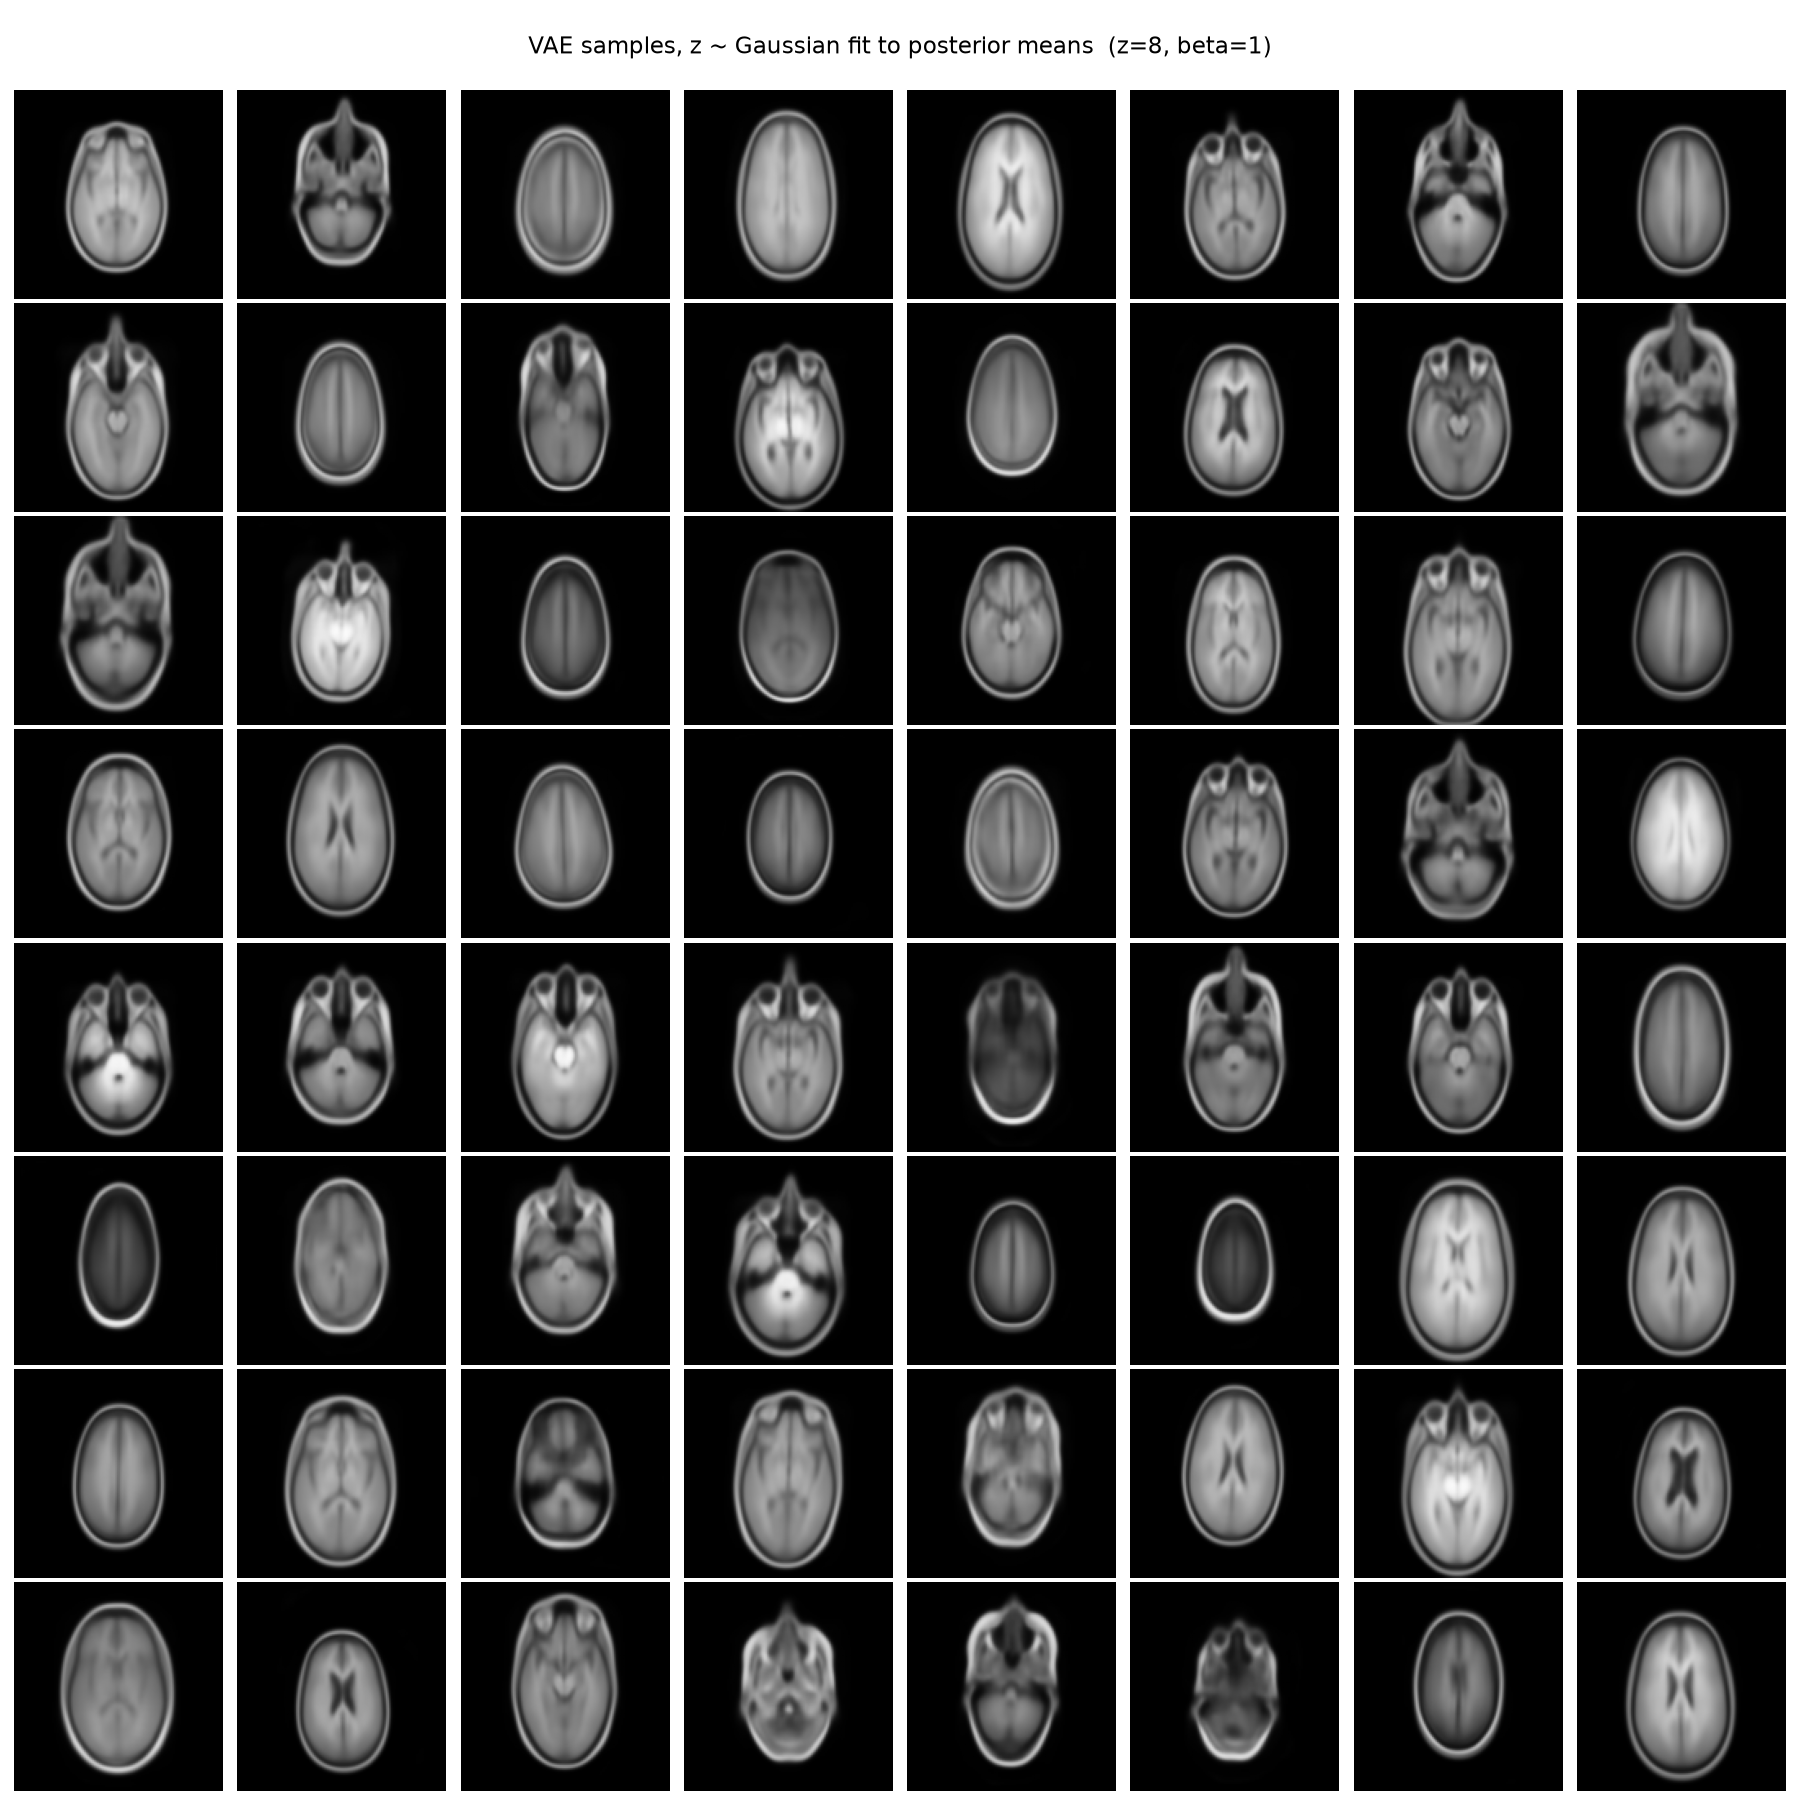 VAE samples, z ~ Gaussian fit to posterior means  (z=8, beta=1)